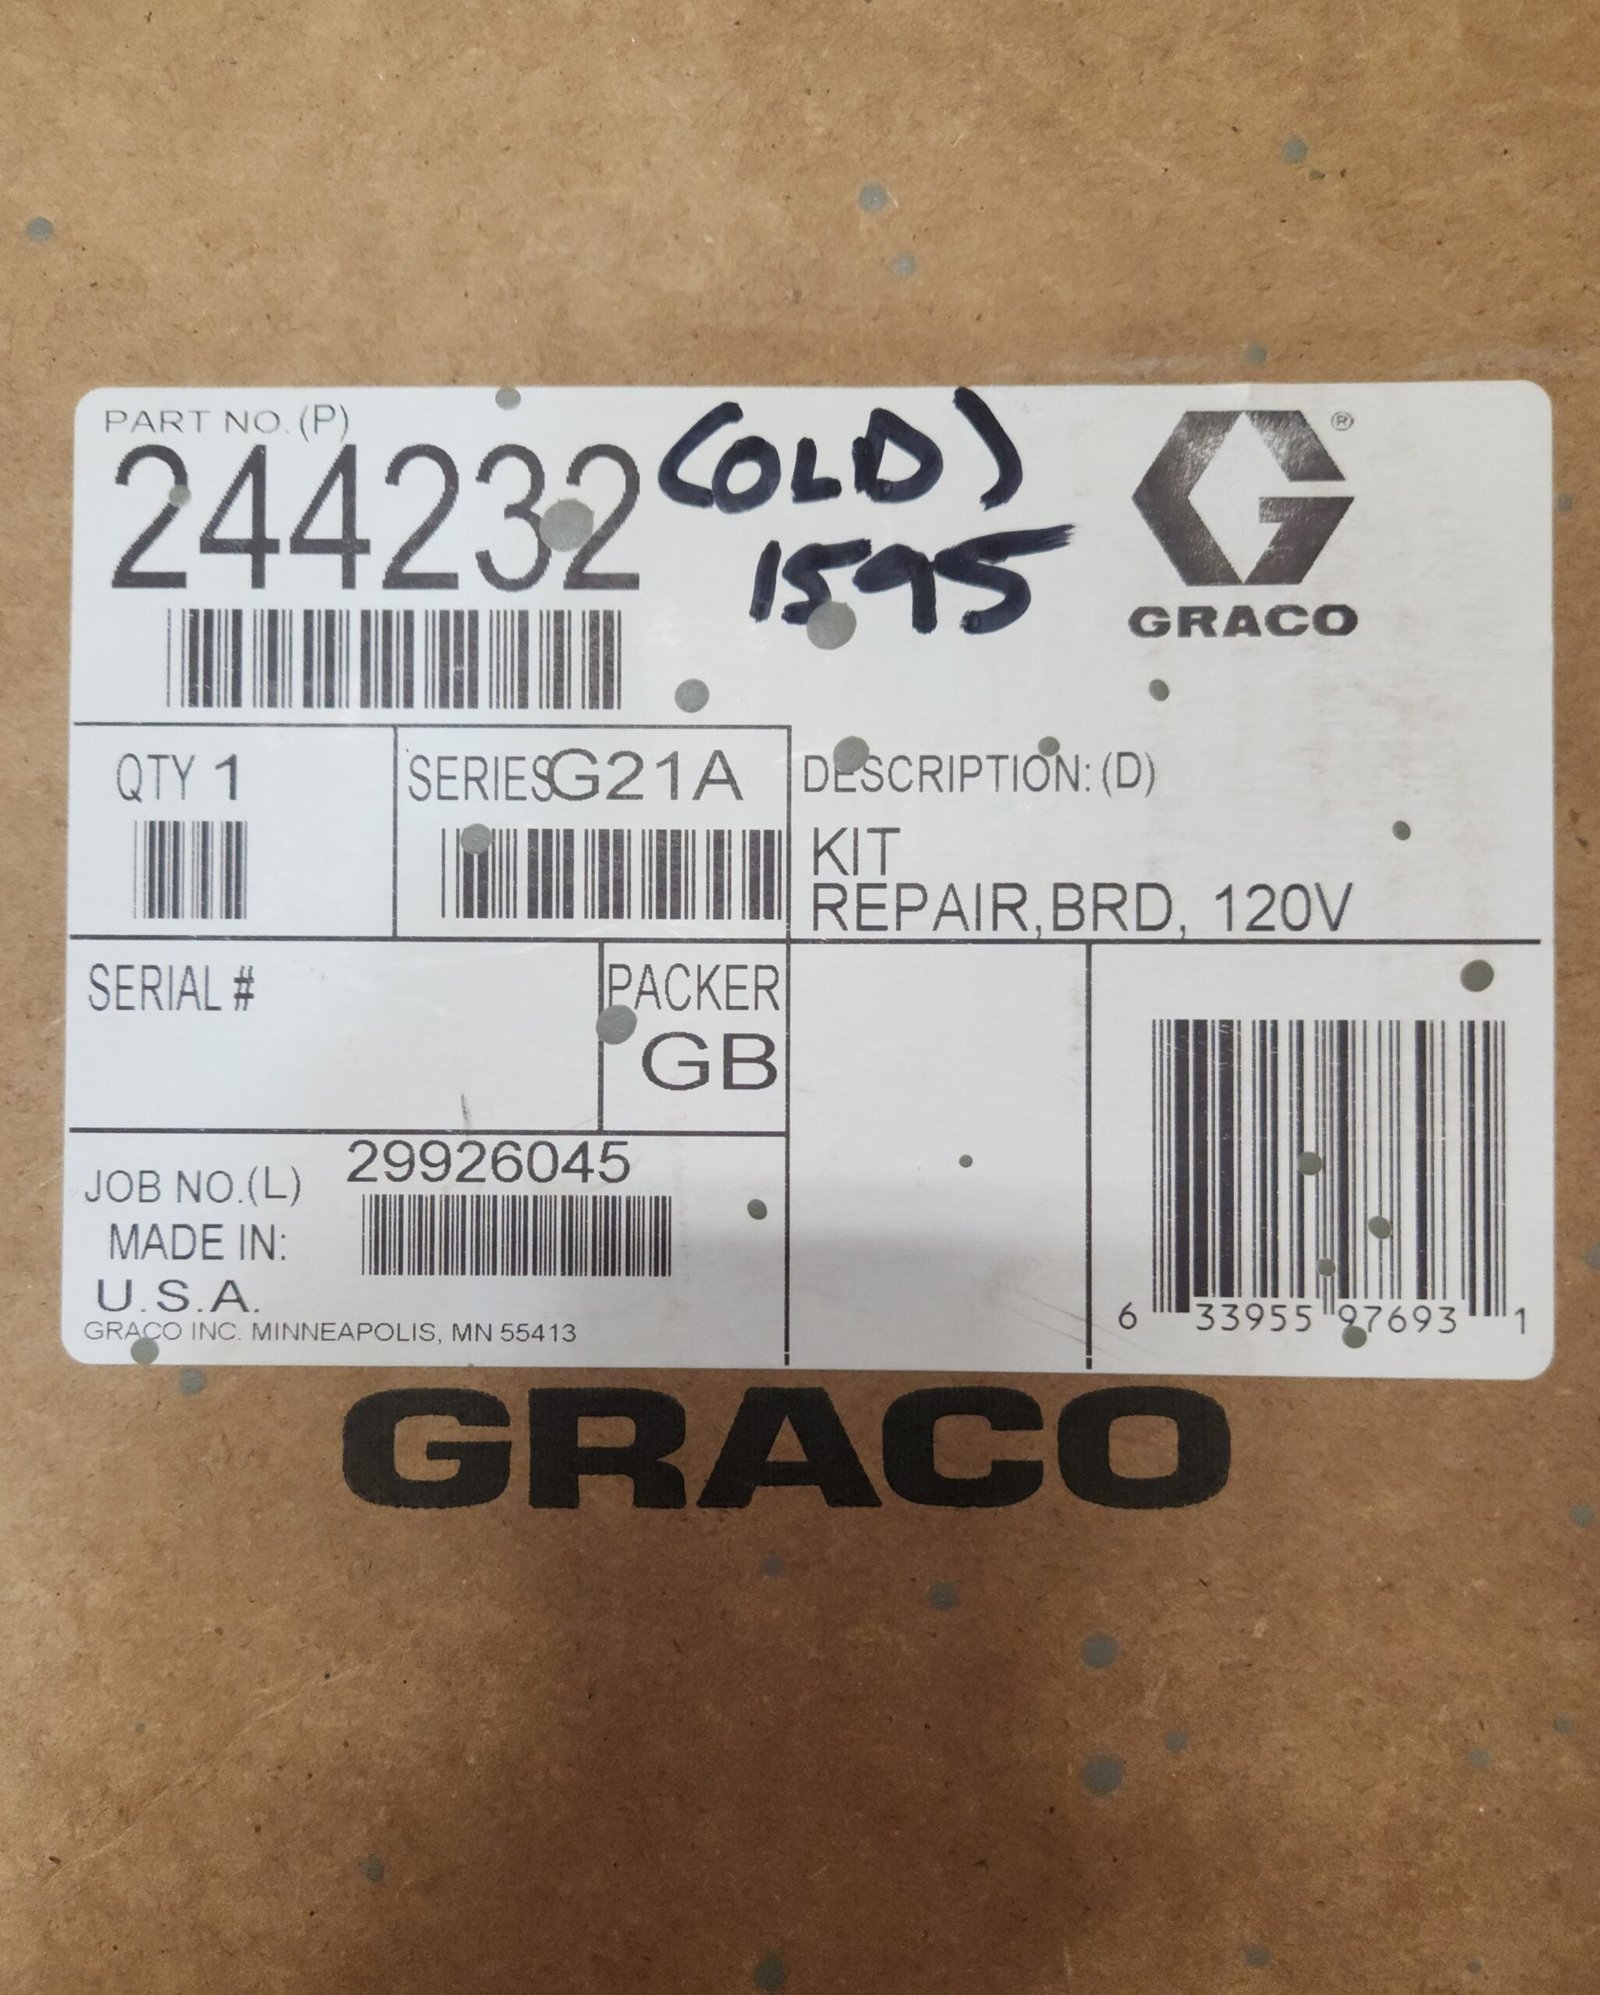 PART NO.(P)
244232
(OLD)
1595
®
GRACO
QTY 1
SERIES G21A
DESCRIPTION: (D)
KIT
REPAIR,BRD, 120V
SERIAL #
PACKER
GB
JOB NO.(L) 29926045
MADE IN:
U.S.A.
GRACO INC. MINNEAPOLIS, MN 55413
6 33955 97693 1
GRACO